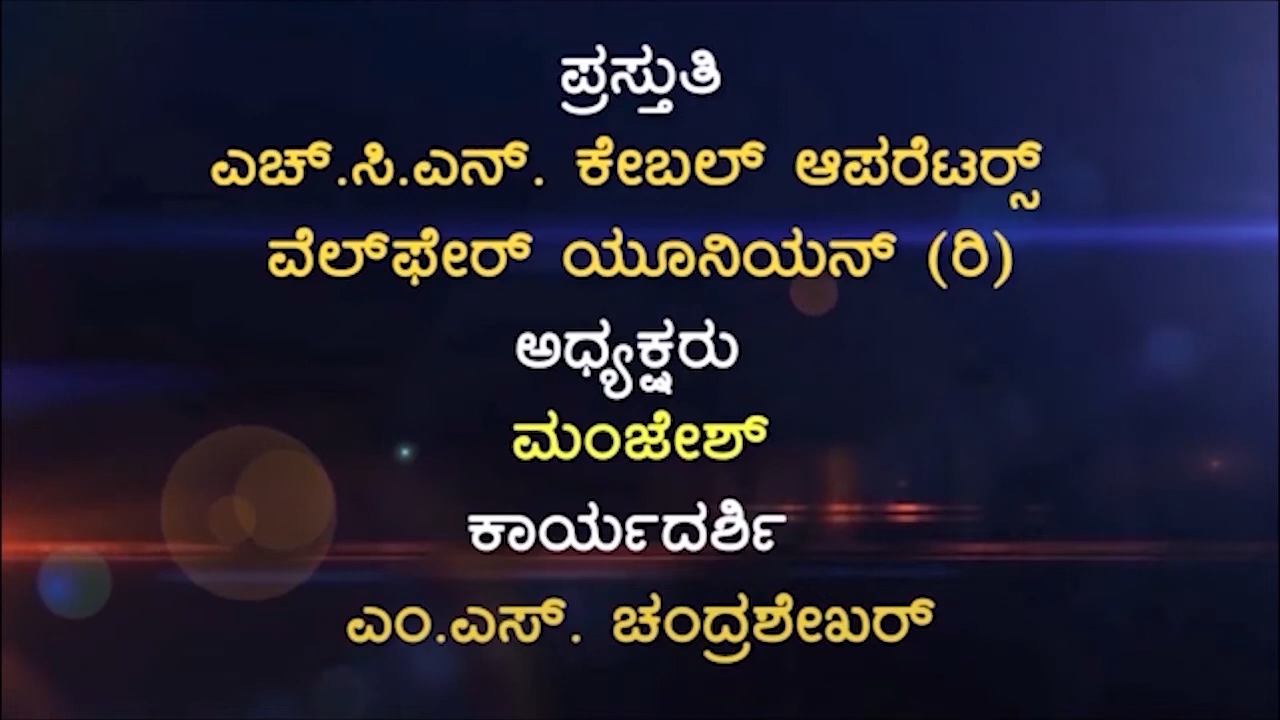 ಪ್ರಸ್ತುತಿ
ಎಚ್.ಸಿ.ಎನ್. ಕೇಬಲ್ ಆಪರೆಟರ‍್ಸ್
ವೆಲ್‌ಫೇರ್ ಯೂನಿಯನ್ (ರಿ)
ಅಧ್ಯಕ್ಷರು
ಮಂಜೇಶ್
ಕಾರ್ಯದರ್ಶಿ
ಎಂ.ಎಸ್. ಚಂದ್ರಶೇಖರ್